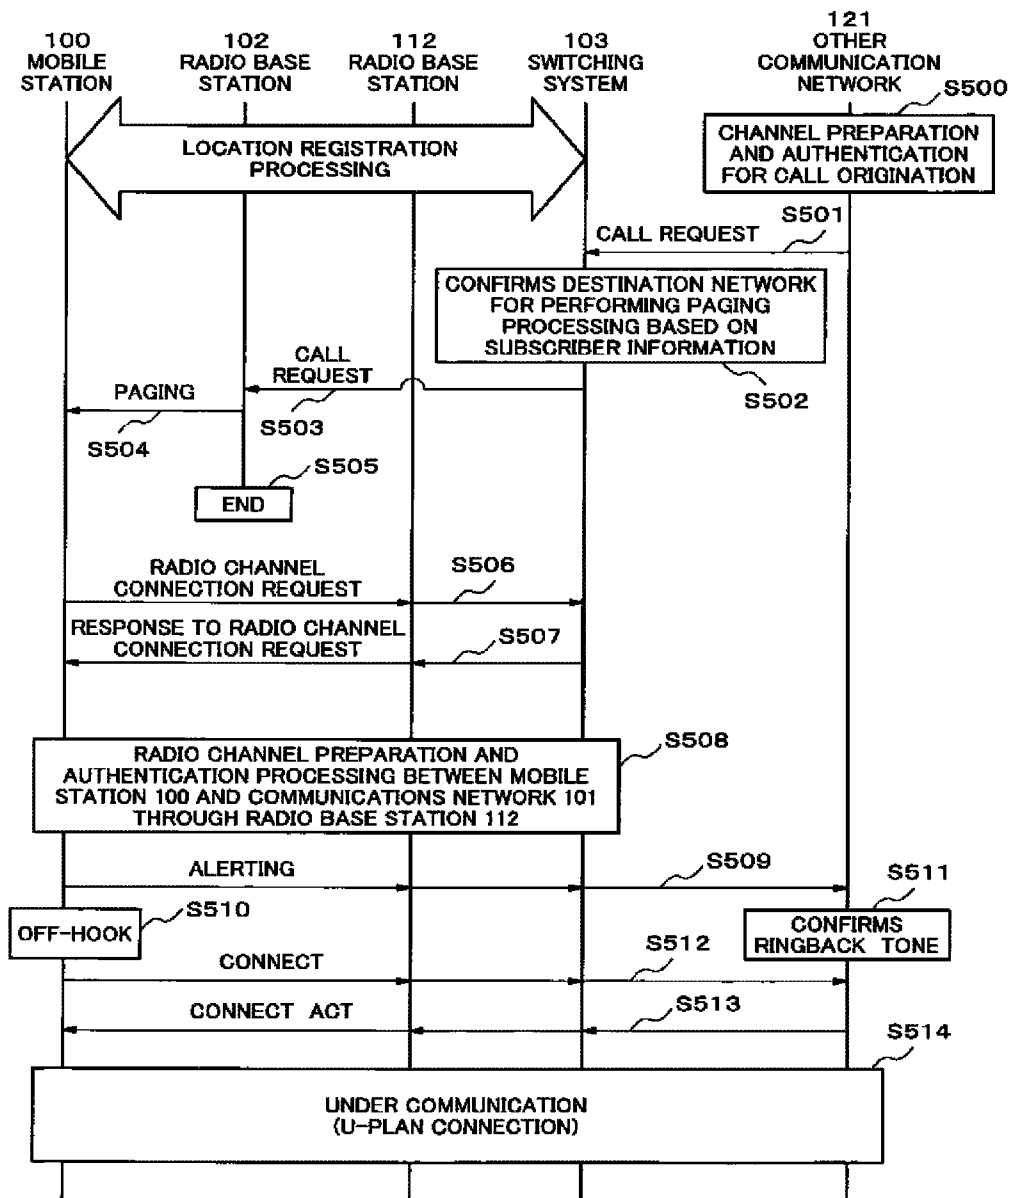 100
MOBILE
STATION
102
RADIO BASE
STATION
112
RADIO BASE
STATION
103
SWITCHING
SYSTEM
121
OTHER
COMMUNICATION
NETWORK
S500
CHANNEL PREPARATION
AND AUTHENTICATION
FOR CALL ORIGINATION
LOCATION REGISTRATION
PROCESSING
S501
CALL REQUEST
CONFIRMS DESTINATION NETWORK
FOR PERFORMING PAGING
PROCESSING BASED ON
SUBSCRIBER INFORMATION
S502
CALL
REQUEST
S503
PAGING
S504
S505
END
RADIO CHANNEL
CONNECTION REQUEST
S506
RESPONSE TO RADIO CHANNEL
CONNECTION REQUEST
S507
RADIO CHANNEL PREPARATION AND
AUTHENTICATION PROCESSING BETWEEN MOBILE
STATION 100 AND COMMUNICATIONS NETWORK 101
THROUGH RADIO BASE STATION 112
S508
ALERTING
S509
S510
OFF-HOOK
S511
CONFIRMS
RINGBACK TONE
CONNECT
S512
CONNECT ACT
S513
S514
UNDER COMMUNICATION
(U-PLAN CONNECTION)